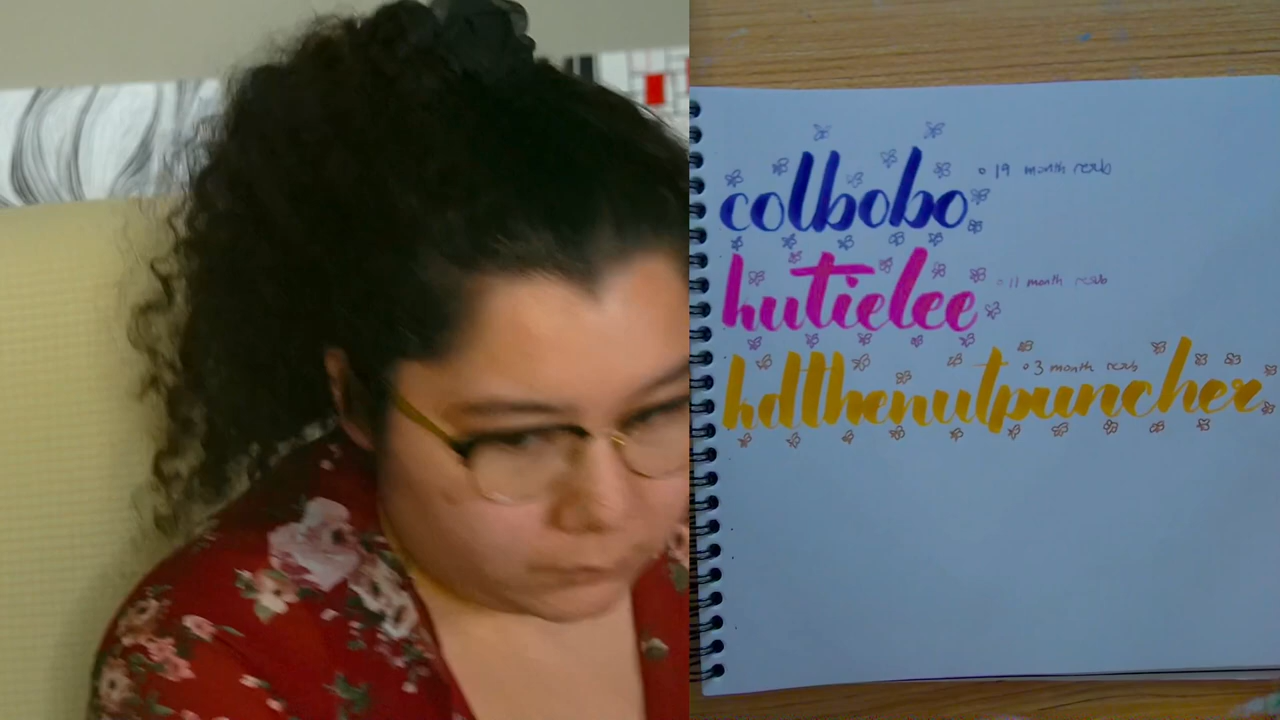 colbobo
19 month resub
hutielee
11 month resub
hdthenutpuncher
3 month resub